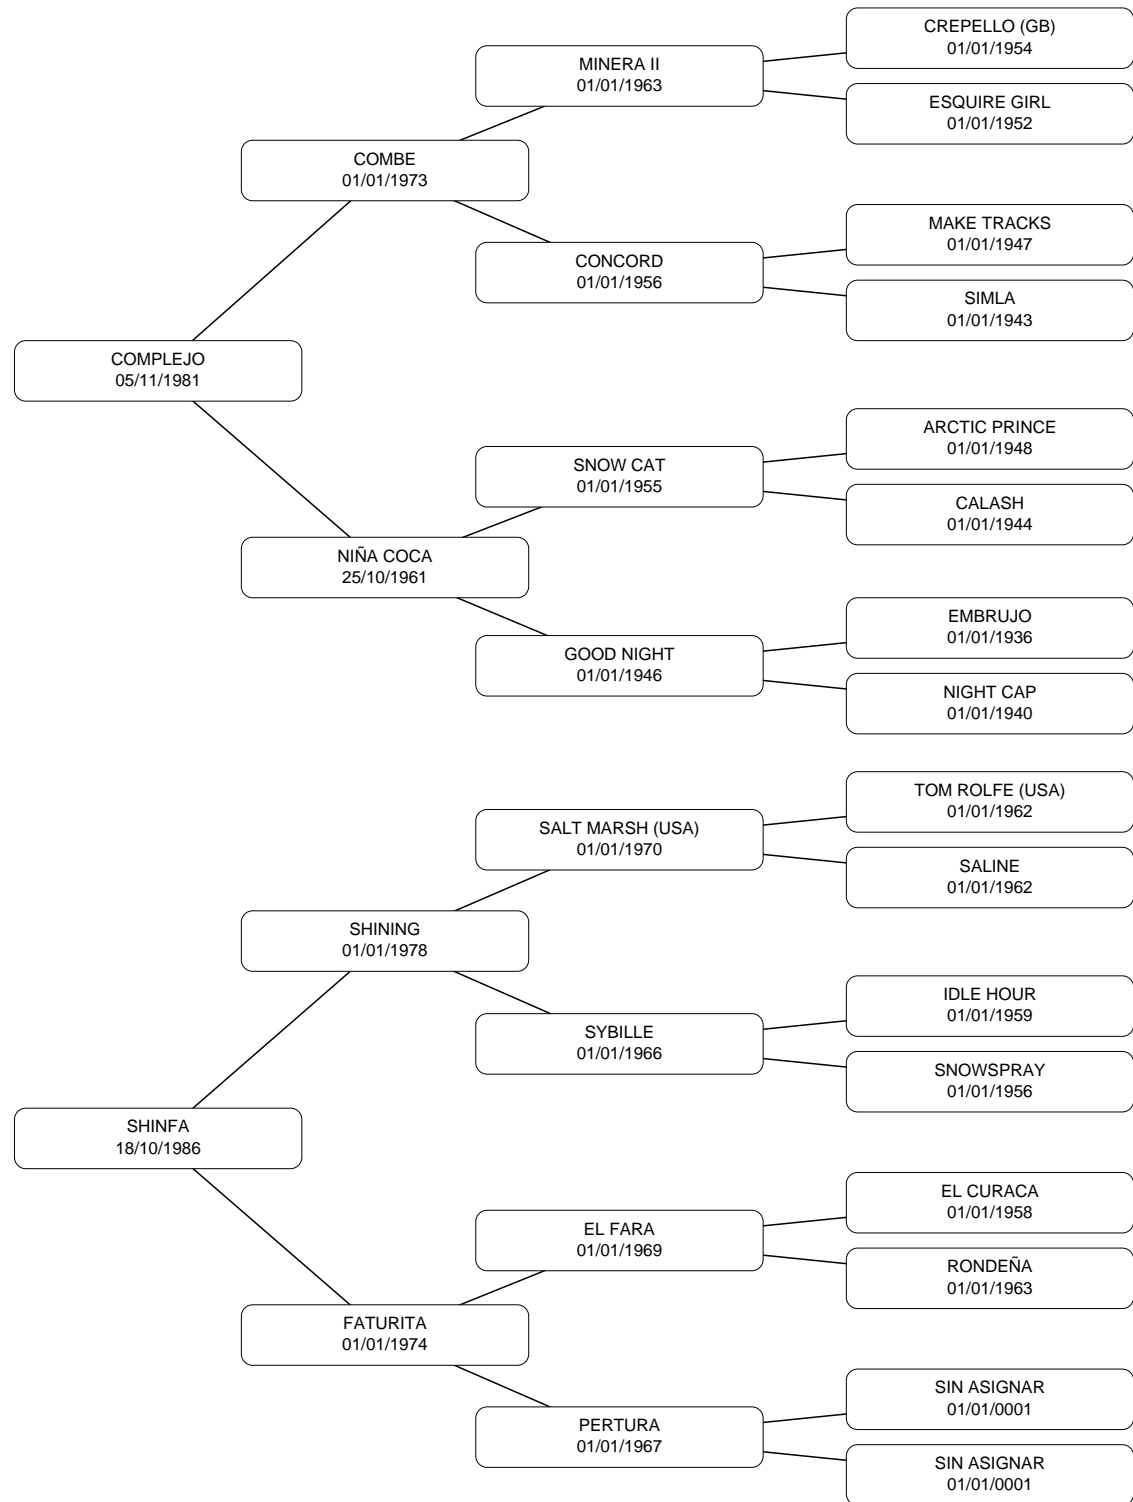 CREPELLO (GB)
01/01/1954
MINERA II
01/01/1963
ESQUIRE GIRL
01/01/1952
COMBE
01/01/1973
MAKE TRACKS
01/01/1947
CONCORD
01/01/1956
SIMLA
01/01/1943
COMPLEJO
05/11/1981
ARCTIC PRINCE
01/01/1948
SNOW CAT
01/01/1955
CALASH
01/01/1944
NIÑA COCA
25/10/1961
EMBRUJO
01/01/1936
GOOD NIGHT
01/01/1946
NIGHT CAP
01/01/1940
TOM ROLFE (USA)
01/01/1962
SALT MARSH (USA)
01/01/1970
SALINE
01/01/1962
SHINING
01/01/1978
IDLE HOUR
01/01/1959
SYBILLE
01/01/1966
SNOWSPRAY
01/01/1956
SHINFA
18/10/1986
EL CURACA
01/01/1958
EL FARA
01/01/1969
RONDEÑA
01/01/1963
FATURITA
01/01/1974
SIN ASIGNAR
01/01/0001
PERTURA
01/01/1967
SIN ASIGNAR
01/01/0001